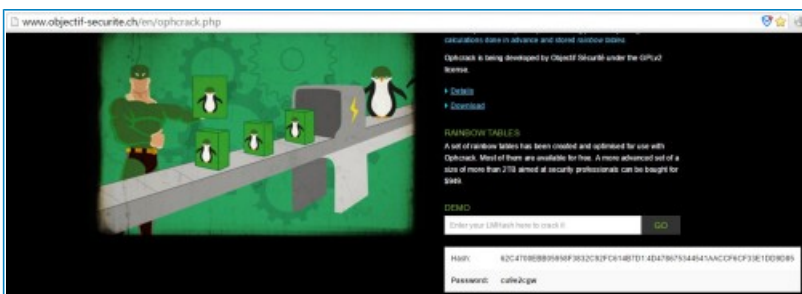 www.objectif-securite.ch/en/ophcrack.php
calculations done in advance and stored rainbow tables
Ophcrack is being developed by Objectif Sécurité under the GPLv2
license.
Details
Download
RAINBOW TABLES
A set of rainbow tables has been created and optimised for use with
Ophcrack. Most of them are available for free. A more advanced set of a
size of more than 2TB aimed at security professionals can be bought for
DEMO
Enter your LMHash here to crack it
GO
Hash:
Password: